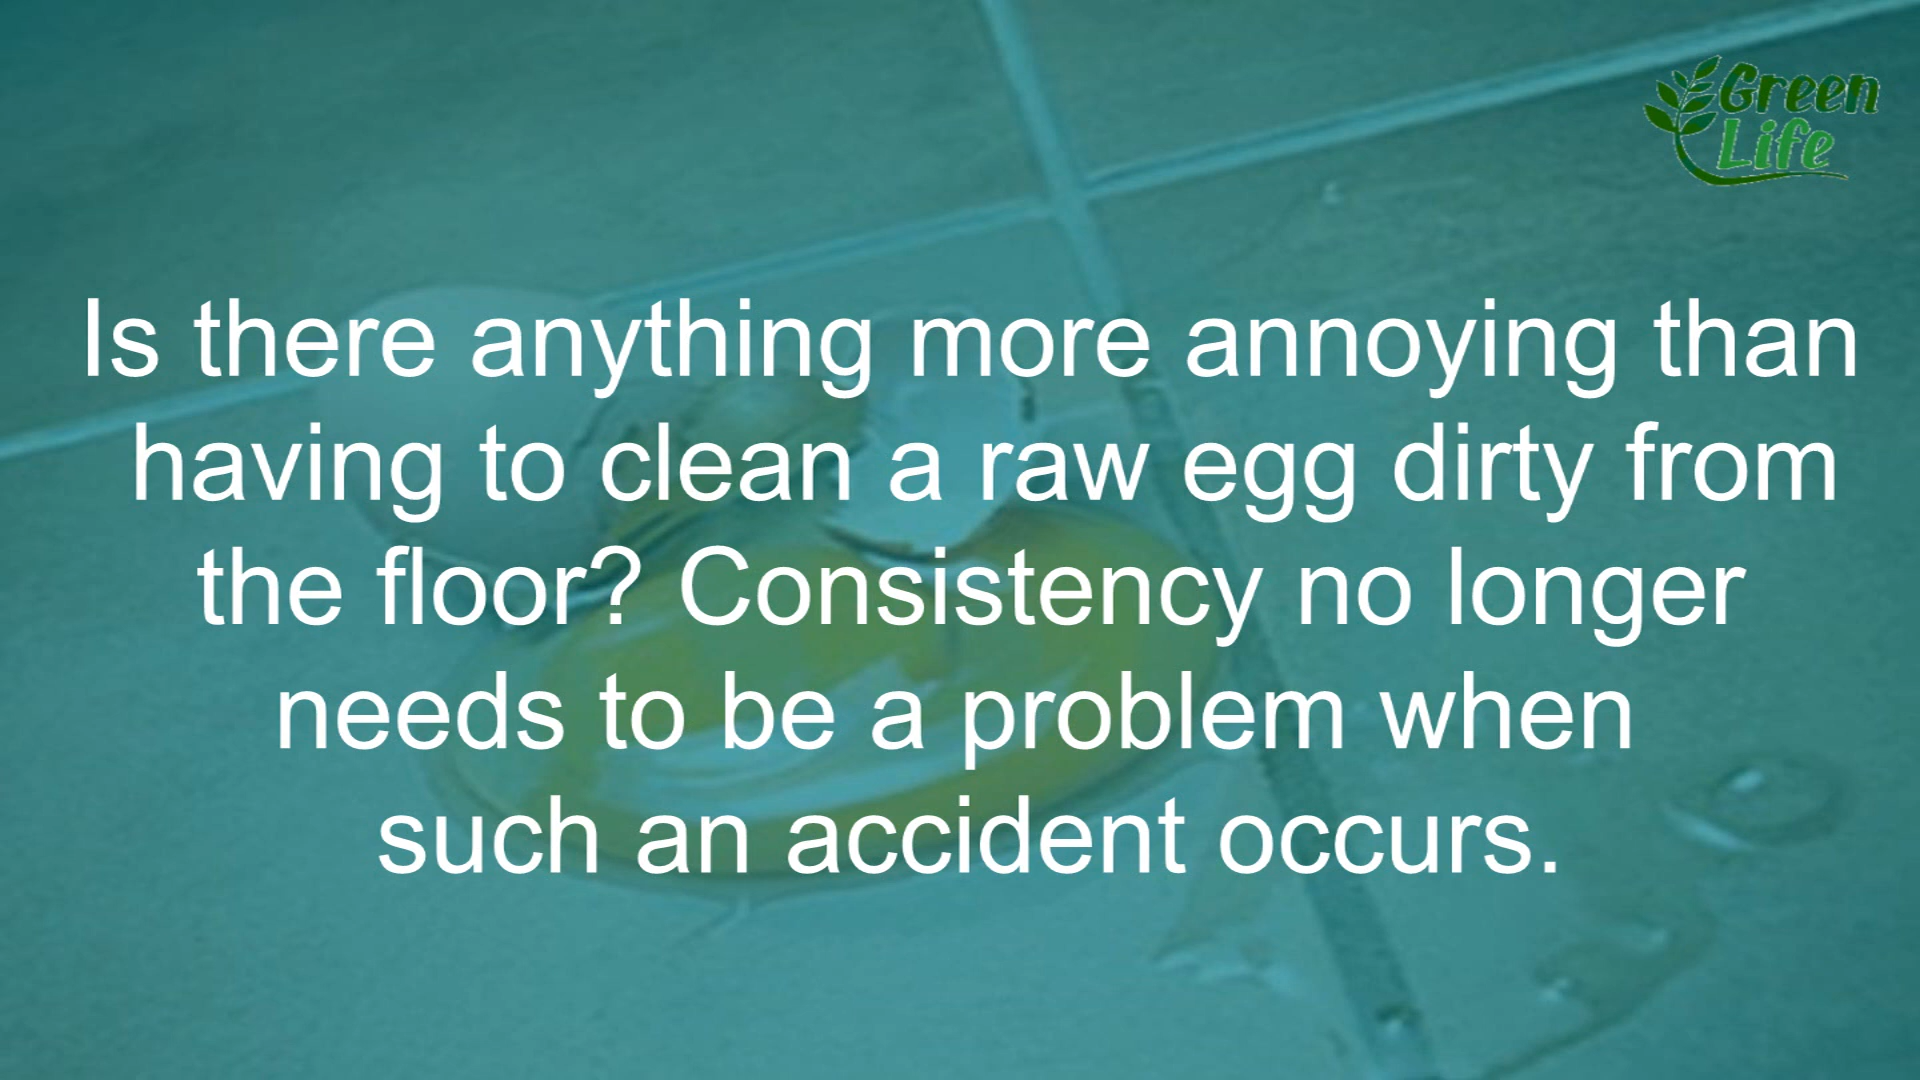 Green
Life
Is there anything more annoying than
having to clean a raw egg dirty from
the floor? Consistency no longer
needs to be a problem when
such an accident occurs.